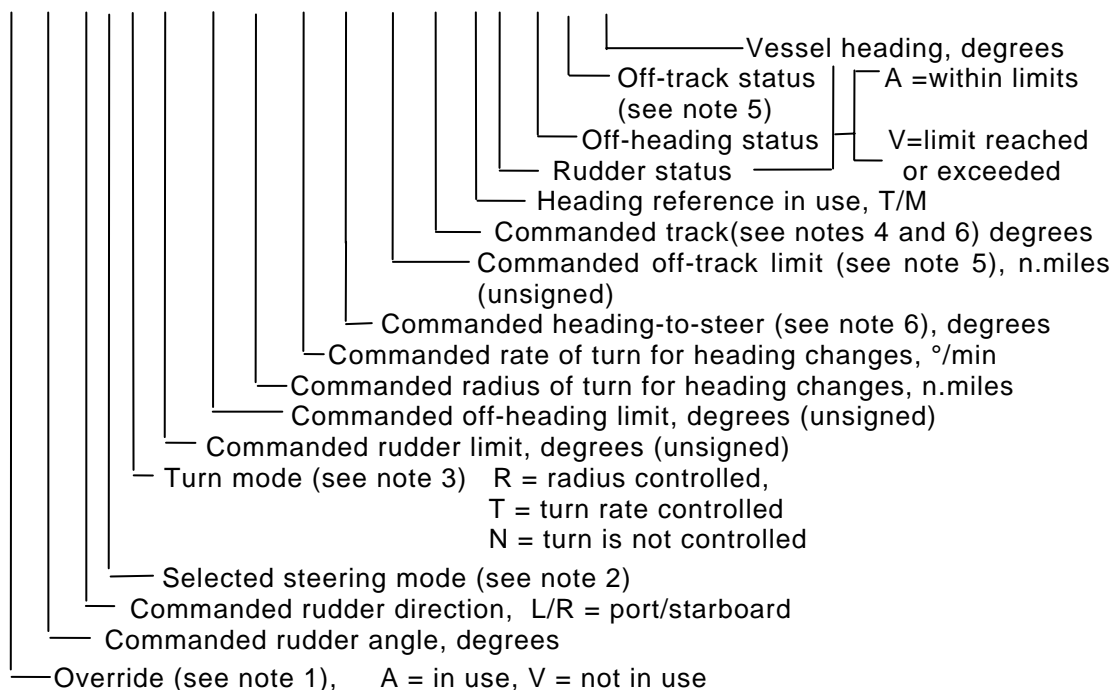 Vessel heading, degrees
Off-track status A =within limits
(see note 5)
Off-heading status V=limit reached
Rudder status or exceeded
Heading reference in use, T/M
Commanded track(see notes 4 and 6) degrees
Commanded off-track limit (see note 5), n.miles
(unsigned)
Commanded heading-to-steer (see note 6), degrees
Commanded rate of turn for heading changes, °/min
Commanded radius of turn for heading changes, n.miles
Commanded off-heading limit, degrees (unsigned)
Commanded rudder limit, degrees (unsigned)
Turn mode (see note 3) R = radius controlled,
T = turn rate controlled
N = turn is not controlled
Selected steering mode (see note 2)
Commanded rudder direction, L/R = port/starboard
Commanded rudder angle, degrees
Override (see note 1), A = in use, V = not in use